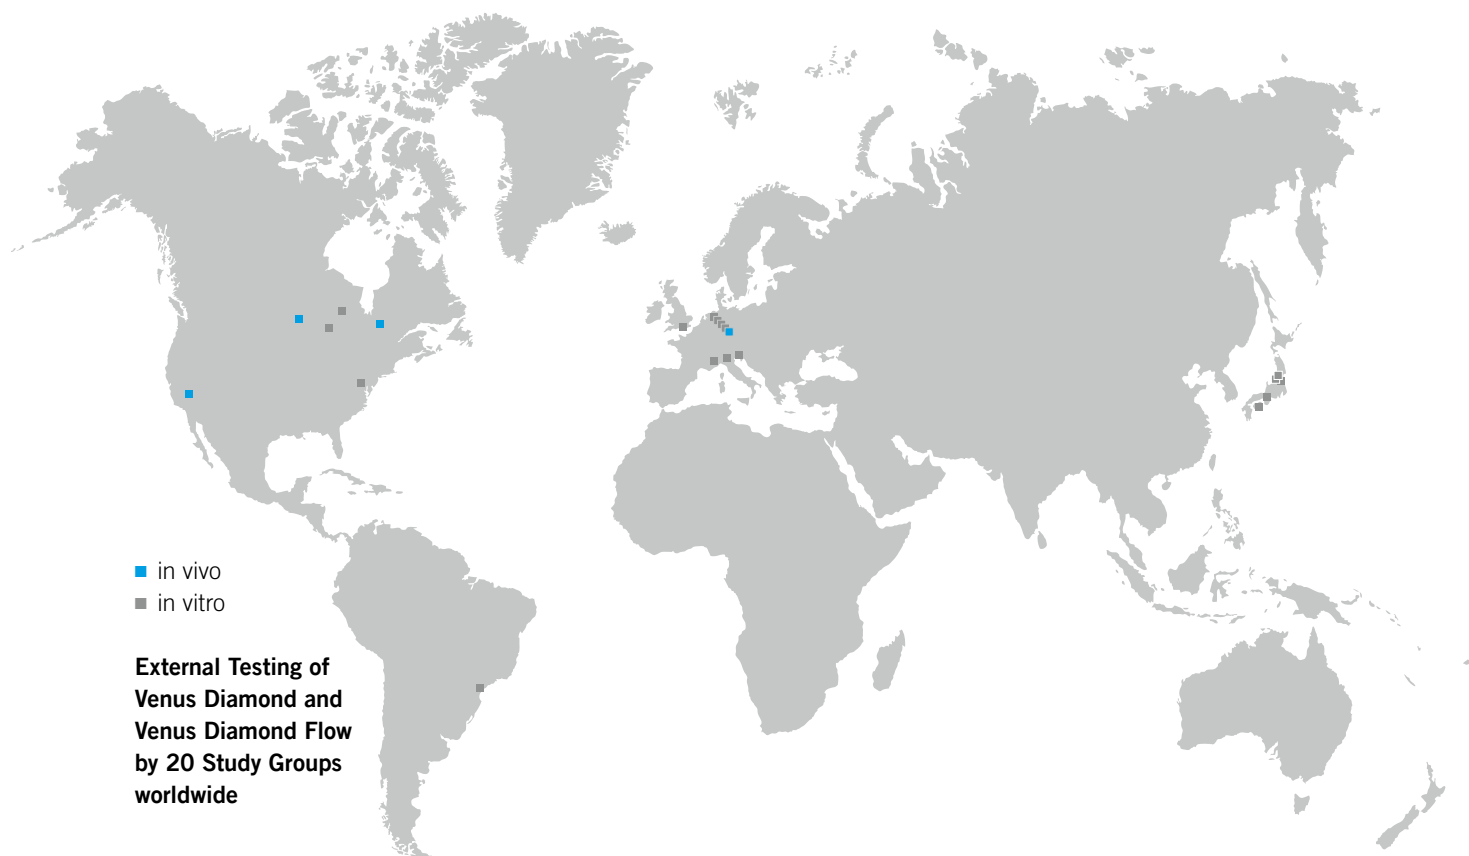 in vivo
in vitro
External Testing of
Venus Diamond and
Venus Diamond Flow
by 20 Study Groups
worldwide